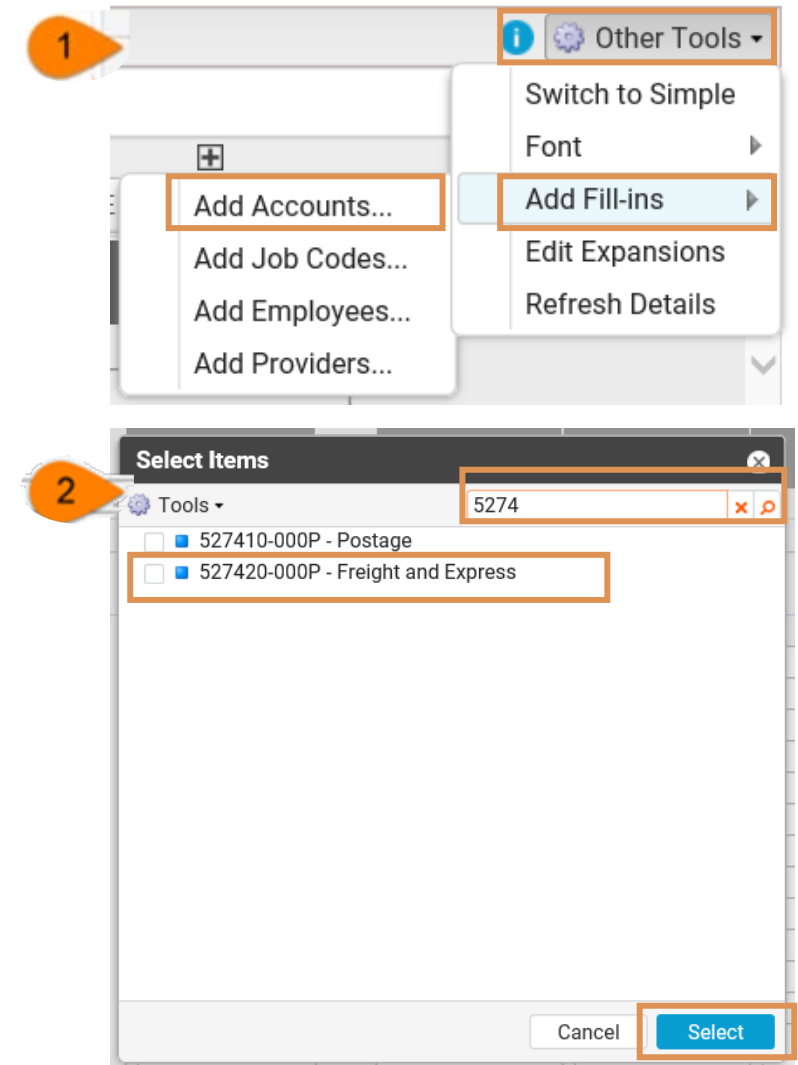 1
Other Tools
Switch to Simple
Font
Add Fill-ins
Edit Expansions
Refresh Details
Add Accounts...
Add Job Codes...
Add Employees...
Add Providers...
2
Select Items
Tools
5274
527410-000P - Postage
527420-000P - Freight and Express
Cancel
Select